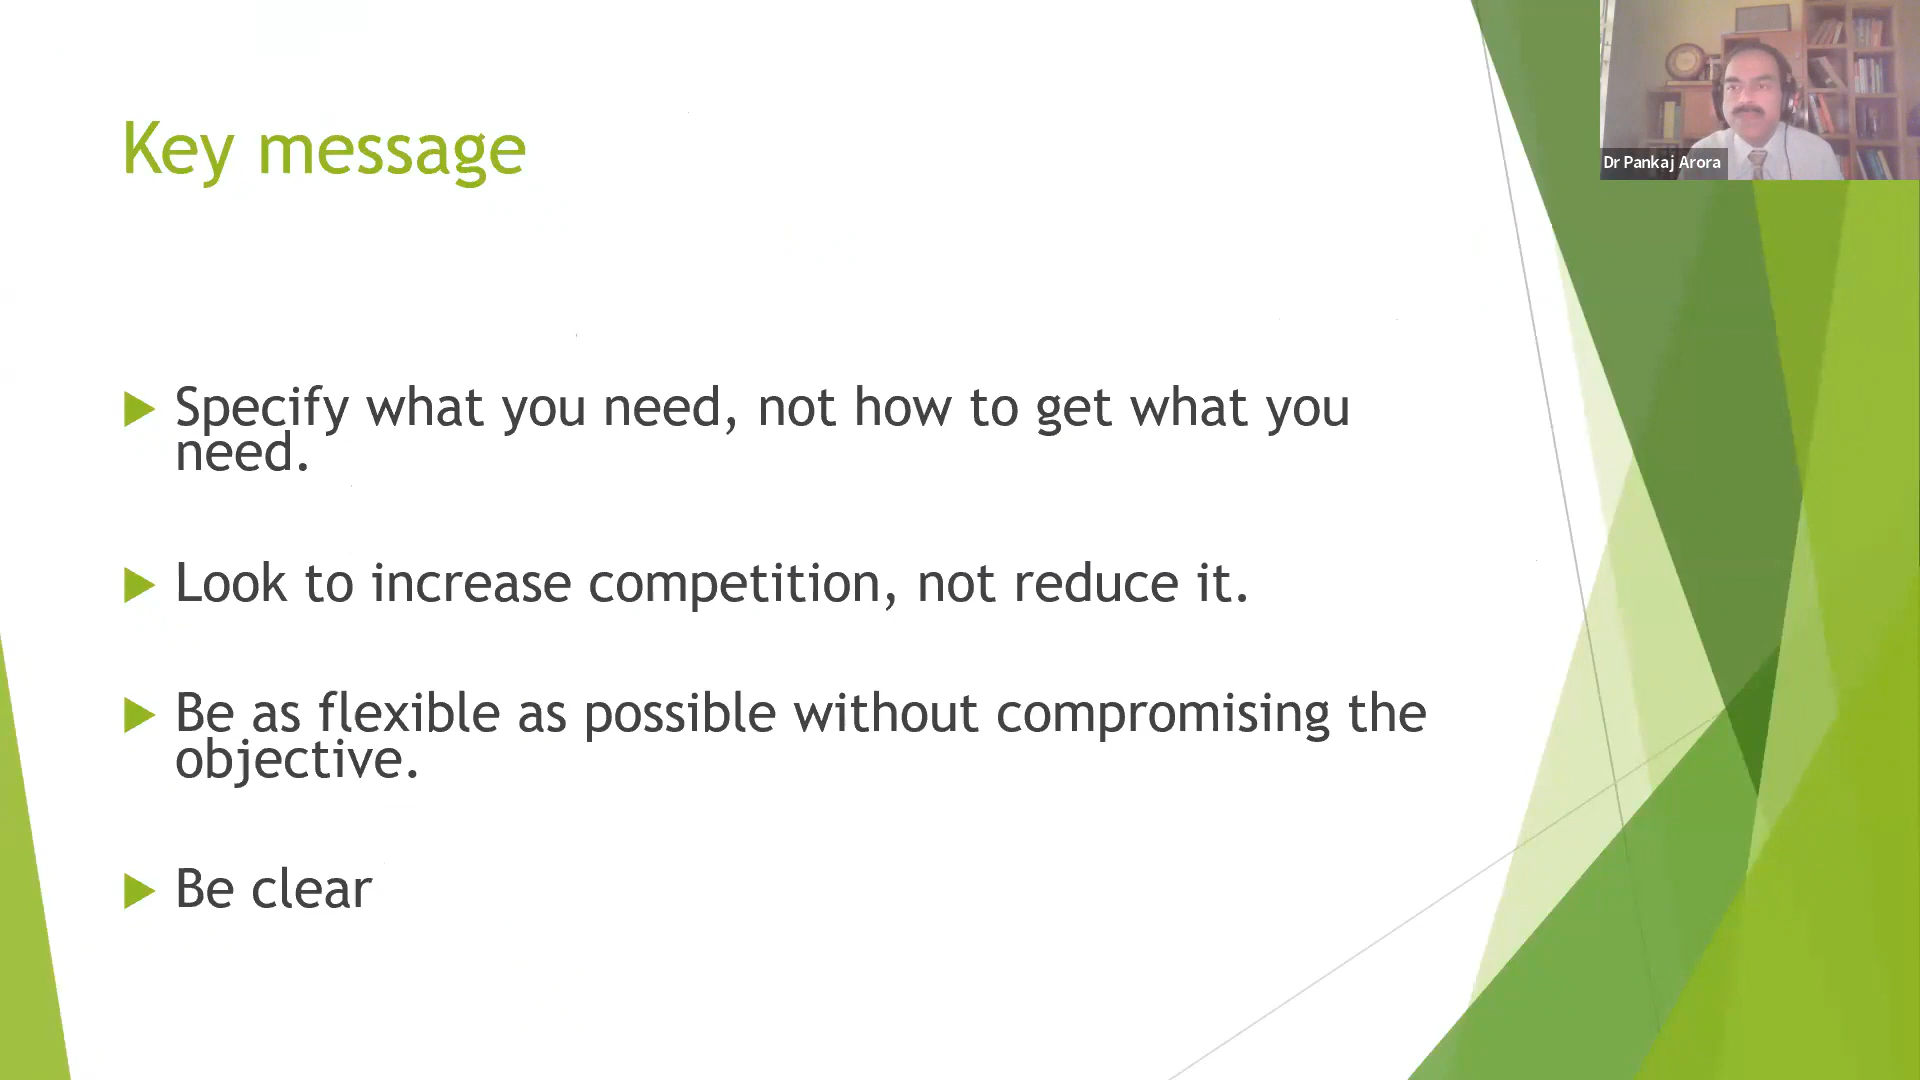 Key message
Specify what you need, not how to get what you
need.
Look to increase competition, not reduce it.
Be as flexible as possible without compromising the
objective.
Be clear
Dr Pankaj Arora